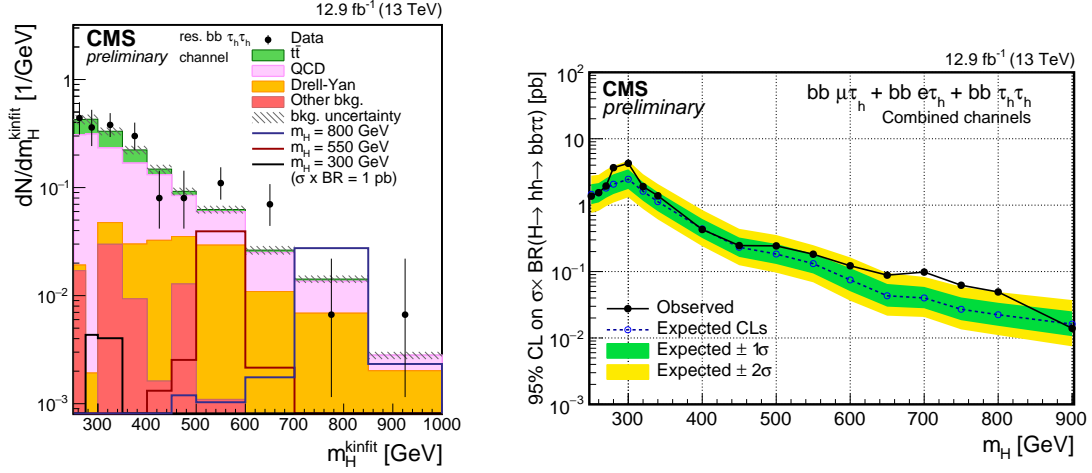 12.9 fb⁻¹ (13 TeV)
CMS
preliminary
res. bb τₕτₕ
channel
Data
tt̄
QCD
Drell-Yan
Other bkg.
bkg. uncertainty
m_H = 800 GeV
m_H = 550 GeV
m_H = 300 GeV
(σ x BR = 1 pb)
dN/dm_H^kinfit [1/GeV]
1
10⁻¹
10⁻²
10⁻³
300 400 500 600 700 800 900 1000
m_H^kinfit [GeV]
12.9 fb⁻¹ (13 TeV)
CMS
preliminary
bb μτₕ + bb eτₕ + bb τₕτₕ
Combined channels
95% CL on σ× BR(H→ hh→ bbττ) [pb]
10²
10
1
10⁻¹
10⁻²
10⁻³
Observed
Expected CLs
Expected ± 1σ
Expected ± 2σ
300 400 500 600 700 800 900
m_H [GeV]